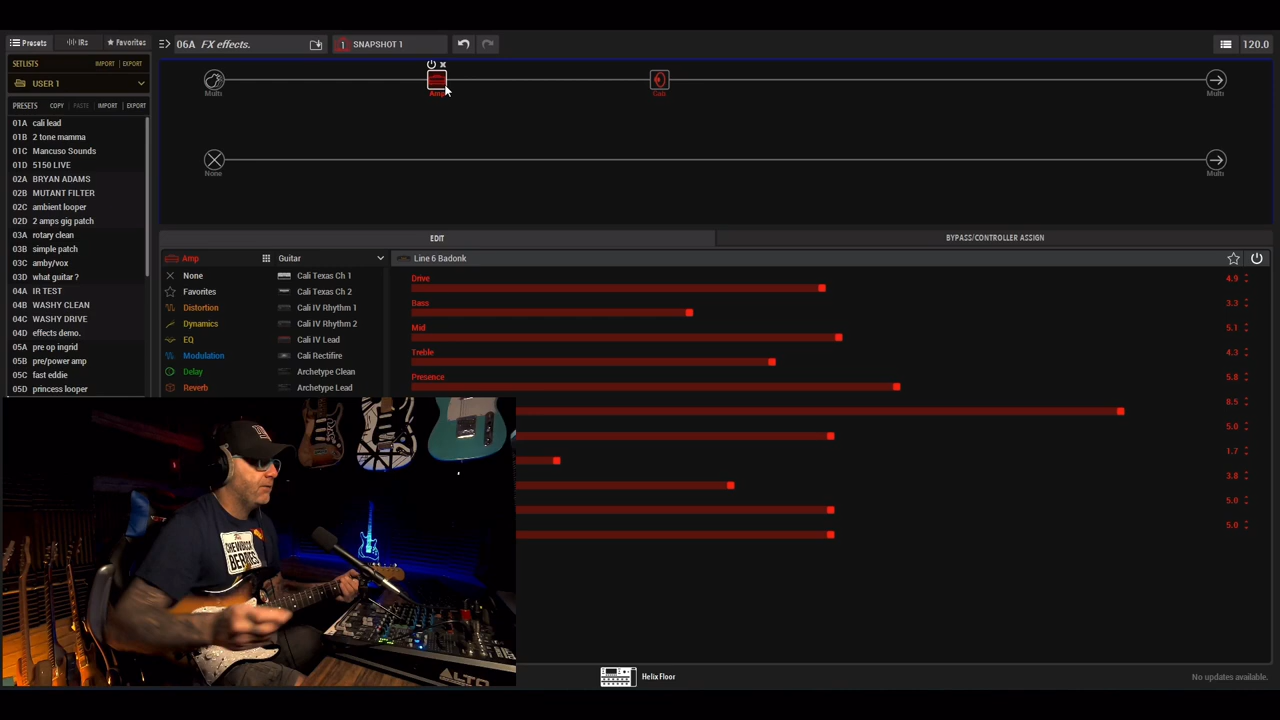 Presets IRs Favorites 06A FX effects. 1 SNAPSHOT 1 120.0
SETLISTS IMPORT EXPORT
USER 1
Multi Amp Cab Multi
PRESETS COPY PASTE IMPORT EXPORT
01A cali lead
01B 2 tone mamma
01C Mancuso Sounds
01D 5150 LIVE
02A BRYAN ADAMS
02B MUTANT FILTER
02C ambient looper
02D 2 amps gig patch
03A rotary clean
03B simple patch
03C amby/vox
03D what guitar ?
04A IR TEST
04B WASHY CLEAN
04C WASHY DRIVE
04D effects demo.
05A pre op ingrid
05B pre/power amp
05C fast eddie
05D princess looper
None Multi
EDIT BYPASS/CONTROLLER ASSIGN
Amp Guitar Line 6 Badonk
None Cali Texas Ch 1
Favorites Cali Texas Ch 2
Distortion Cali IV Rhythm 1
Dynamics Cali IV Rhythm 2
EQ Cali IV Lead
Modulation Cali Rectifire
Delay Archetype Clean
Reverb Archetype Lead
Drive 4.9
Bass 3.3
Mid 5.1
Treble 4.3
Presence 5.8
8.5
5.0
1.7
3.8
5.0
5.0
CHEWBOCCA
BERRIES
ALTO
Helix Floor No updates available.